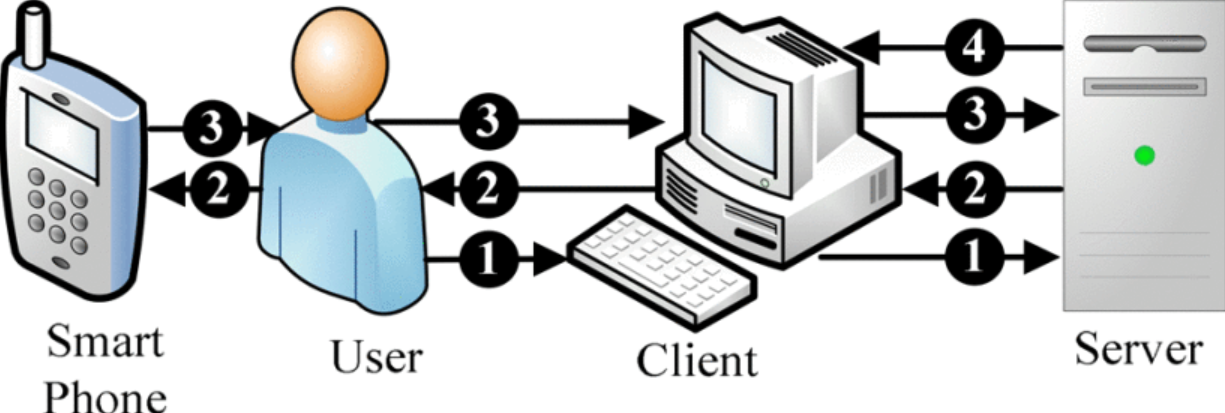 4
3 3 3
2 2 2
1 1
Smart
Phone
User
Client
Server